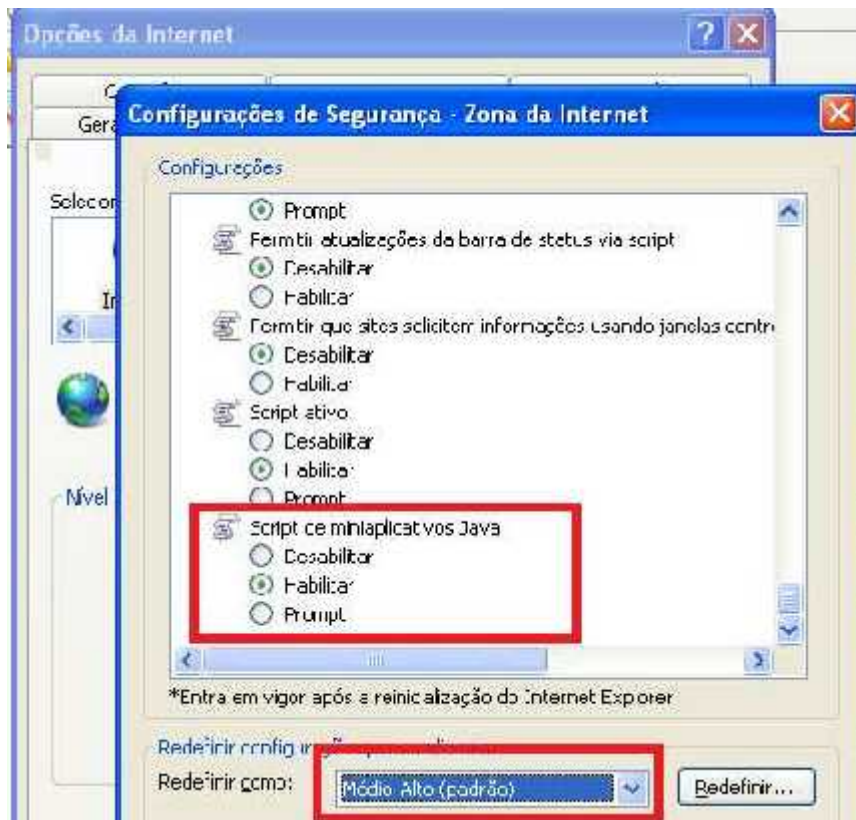 Opções da Internet
Configurações de Segurança - Zona da Internet
Configurações
Prompt
Permitir atualizações da barra de status via script
Desabilitar
Habilitar
Permitir que sites solicitem informações usando janelas
Desabilitar
Habilitar
Script ativo
Desabilitar
Habilitar
Prompt
Script de miniaplicativos Java
Desabilitar
Habilitar
Prompt
*Entra em vigor após a reinicialização do Internet Explorer
Redefinir
Redefinir como:
Médio Alto (padrão)
Redefinir...
Nível